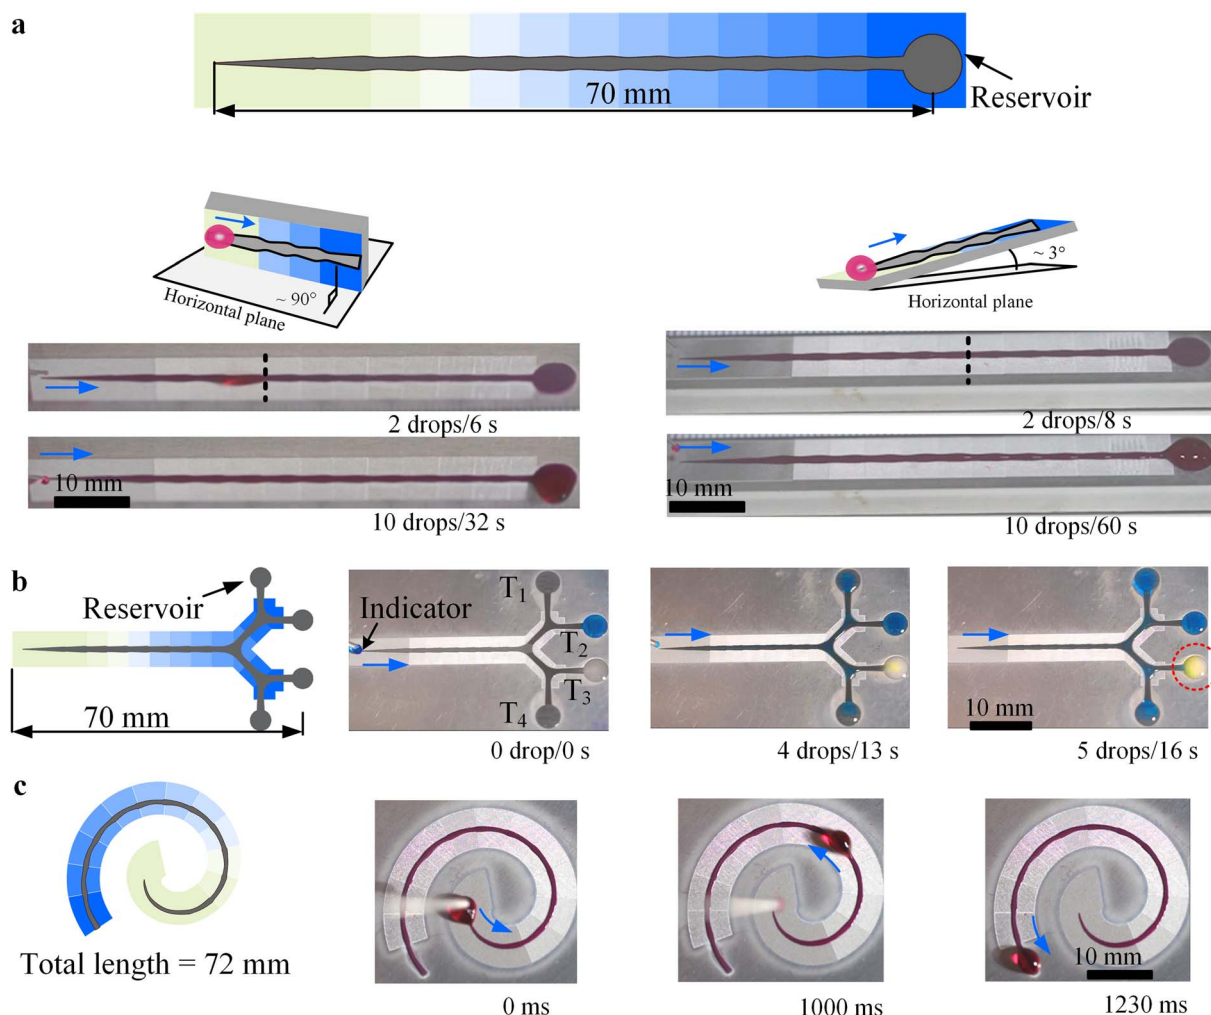 a
70 mm
Reservoir
~ 90°
Horizontal plane
~ 3°
Horizontal plane
2 drops/6 s
2 drops/8 s
10 mm
10 drops/32 s
10 mm
10 drops/60 s
b
Reservoir
70 mm
Indicator
T1
T2
T3
T4
0 drop/0 s
4 drops/13 s
10 mm
5 drops/16 s
c
Total length = 72 mm
0 ms
1000 ms
10 mm
1230 ms